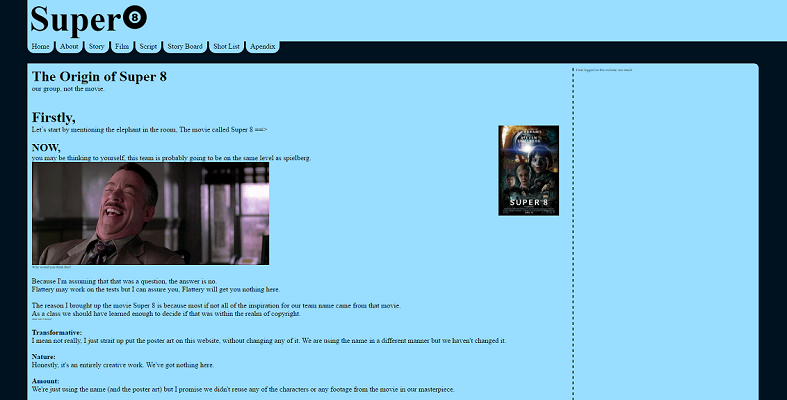 Super8
Home About Story Film Script Story Board Shot List Apendix
The Origin of Super 8
our group, not the movie.
Firstly,
Let's start by mentioning the elephant in the room, The movie called Super 8 ==>
NOW,
you may be thinking to yourself, this team is probably going to be on the same level as spielberg.
SUPER 8
Because I'm assuming that that was a question, the answer is no.
Flattery may work on the tests but I can assure you, Flattery will get you nothing here.
The reason I brought up the movie Super 8 is because most if not all of the inspiration for our team name came from that movie.
As a class we should have learned enough to decide if that was within the realm of copyright.
Transformative:
I mean not really, I just strait up put the poster art on this website, without changing any of it. We are using the name in a different manner but we haven't changed it.
Nature:
Honestly, it's an entirely creative work. We've got nothing here.
Amount:
We're just using the name (and the poster art) but I promise we didn't reuse any of the characters or any footage from the movie in our masterpiece.